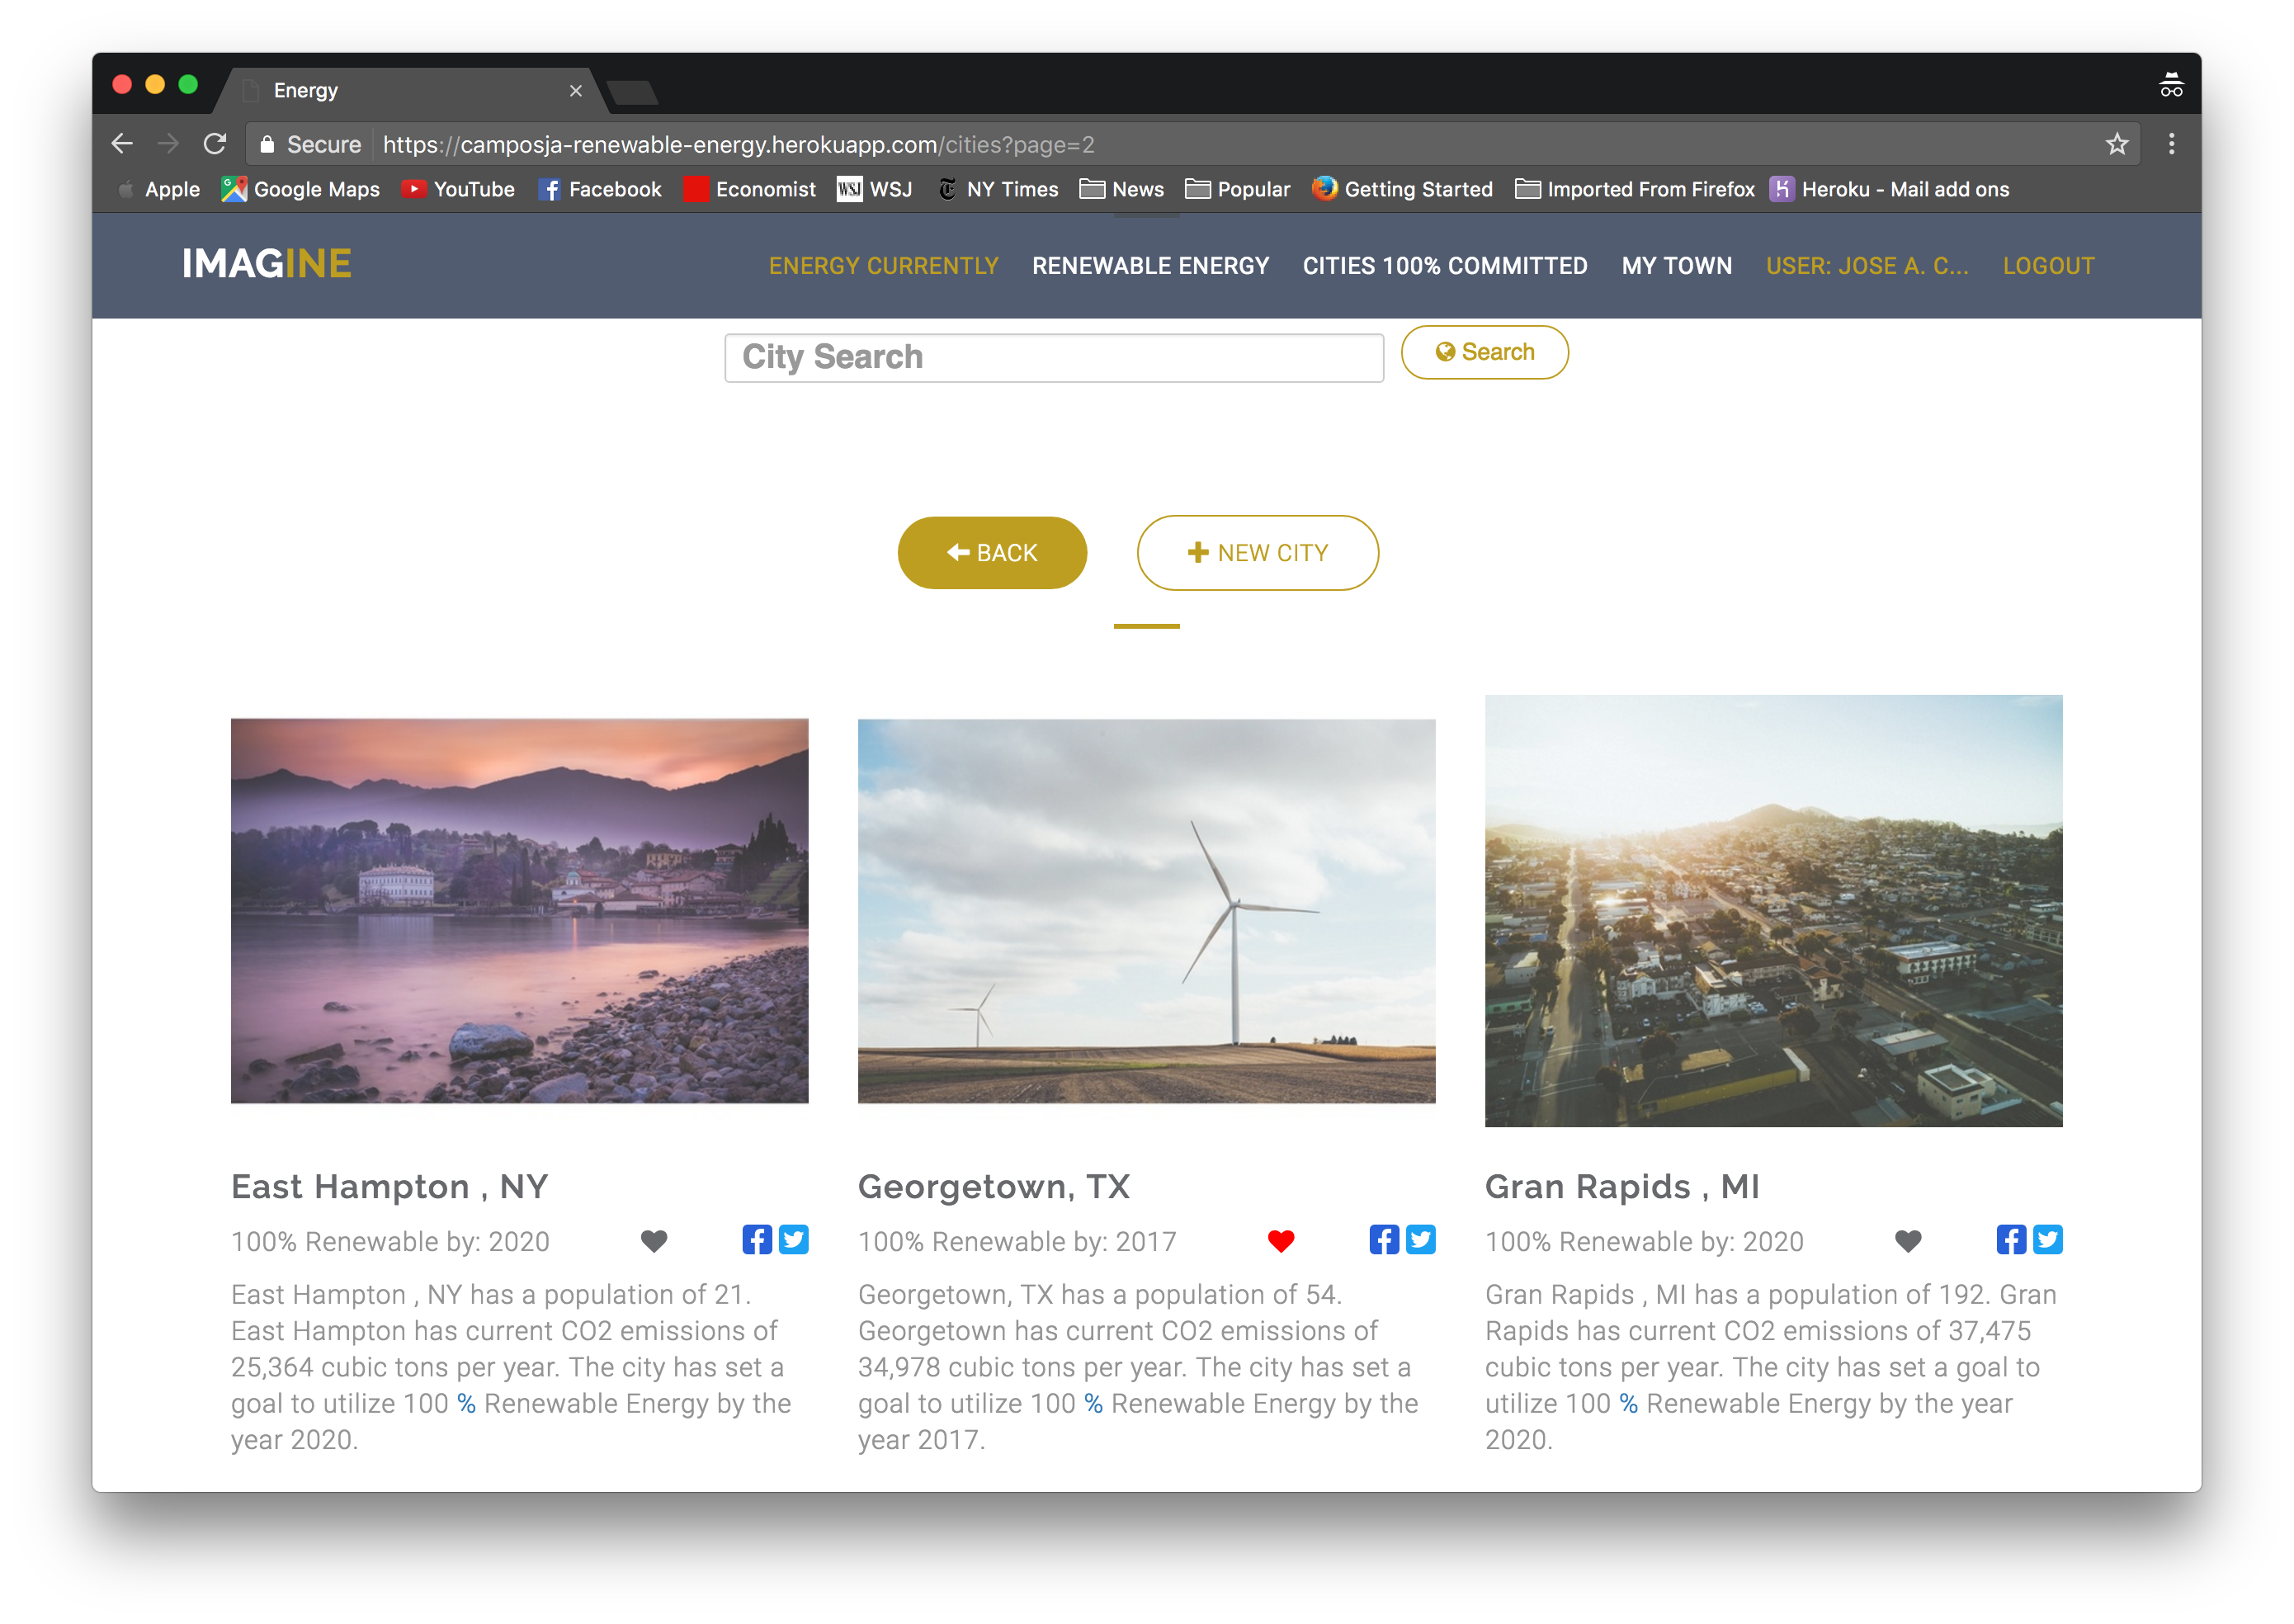 Energy
Secure https://camposja-renewable-energy.herokuapp.com/cities?page=2
Apple Google Maps YouTube Facebook Economist WSJ WSJ NY Times News Popular Getting Started Imported From Firefox Heroku - Mail add ons
IMAGINE ENERGY CURRENTLY RENEWABLE ENERGY CITIES 100% COMMITTED MY TOWN USER: JOSE A. C... LOGOUT
City Search Search
BACK NEW CITY
East Hampton , NY
100% Renewable by: 2020
East Hampton , NY has a population of 21.
East Hampton has current CO2 emissions of
25,364 cubic tons per year. The city has set a
goal to utilize 100 % Renewable Energy by the
year 2020.
Georgetown, TX
100% Renewable by: 2017
Georgetown, TX has a population of 54.
Georgetown has current CO2 emissions of
34,978 cubic tons per year. The city has set a
goal to utilize 100 % Renewable Energy by the
year 2017.
Gran Rapids , MI
100% Renewable by: 2020
Gran Rapids , MI has a population of 192. Gran
Rapids has current CO2 emissions of 37,475
cubic tons per year. The city has set a goal to
utilize 100 % Renewable Energy by the year
2020.